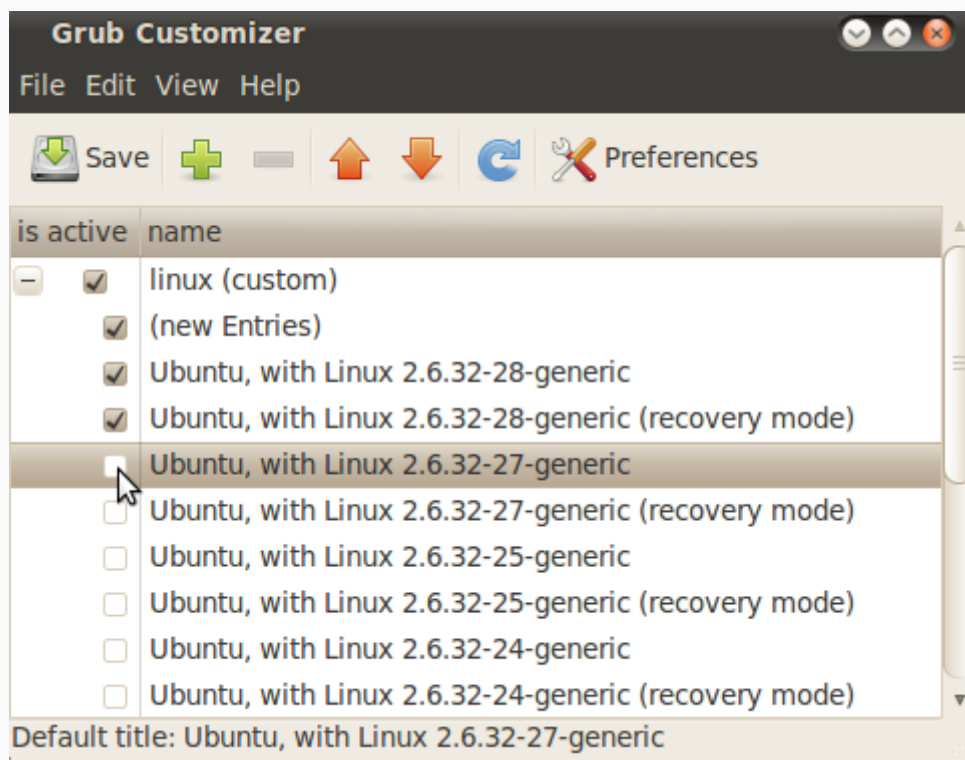 Grub Customizer
File Edit View Help
Save Preferences
is active name
linux (custom)
(new Entries)
Ubuntu, with Linux 2.6.32-28-generic
Ubuntu, with Linux 2.6.32-28-generic (recovery mode)
Ubuntu, with Linux 2.6.32-27-generic
Ubuntu, with Linux 2.6.32-27-generic (recovery mode)
Ubuntu, with Linux 2.6.32-25-generic
Ubuntu, with Linux 2.6.32-25-generic (recovery mode)
Ubuntu, with Linux 2.6.32-24-generic
Ubuntu, with Linux 2.6.32-24-generic (recovery mode)
Default title: Ubuntu, with Linux 2.6.32-27-generic